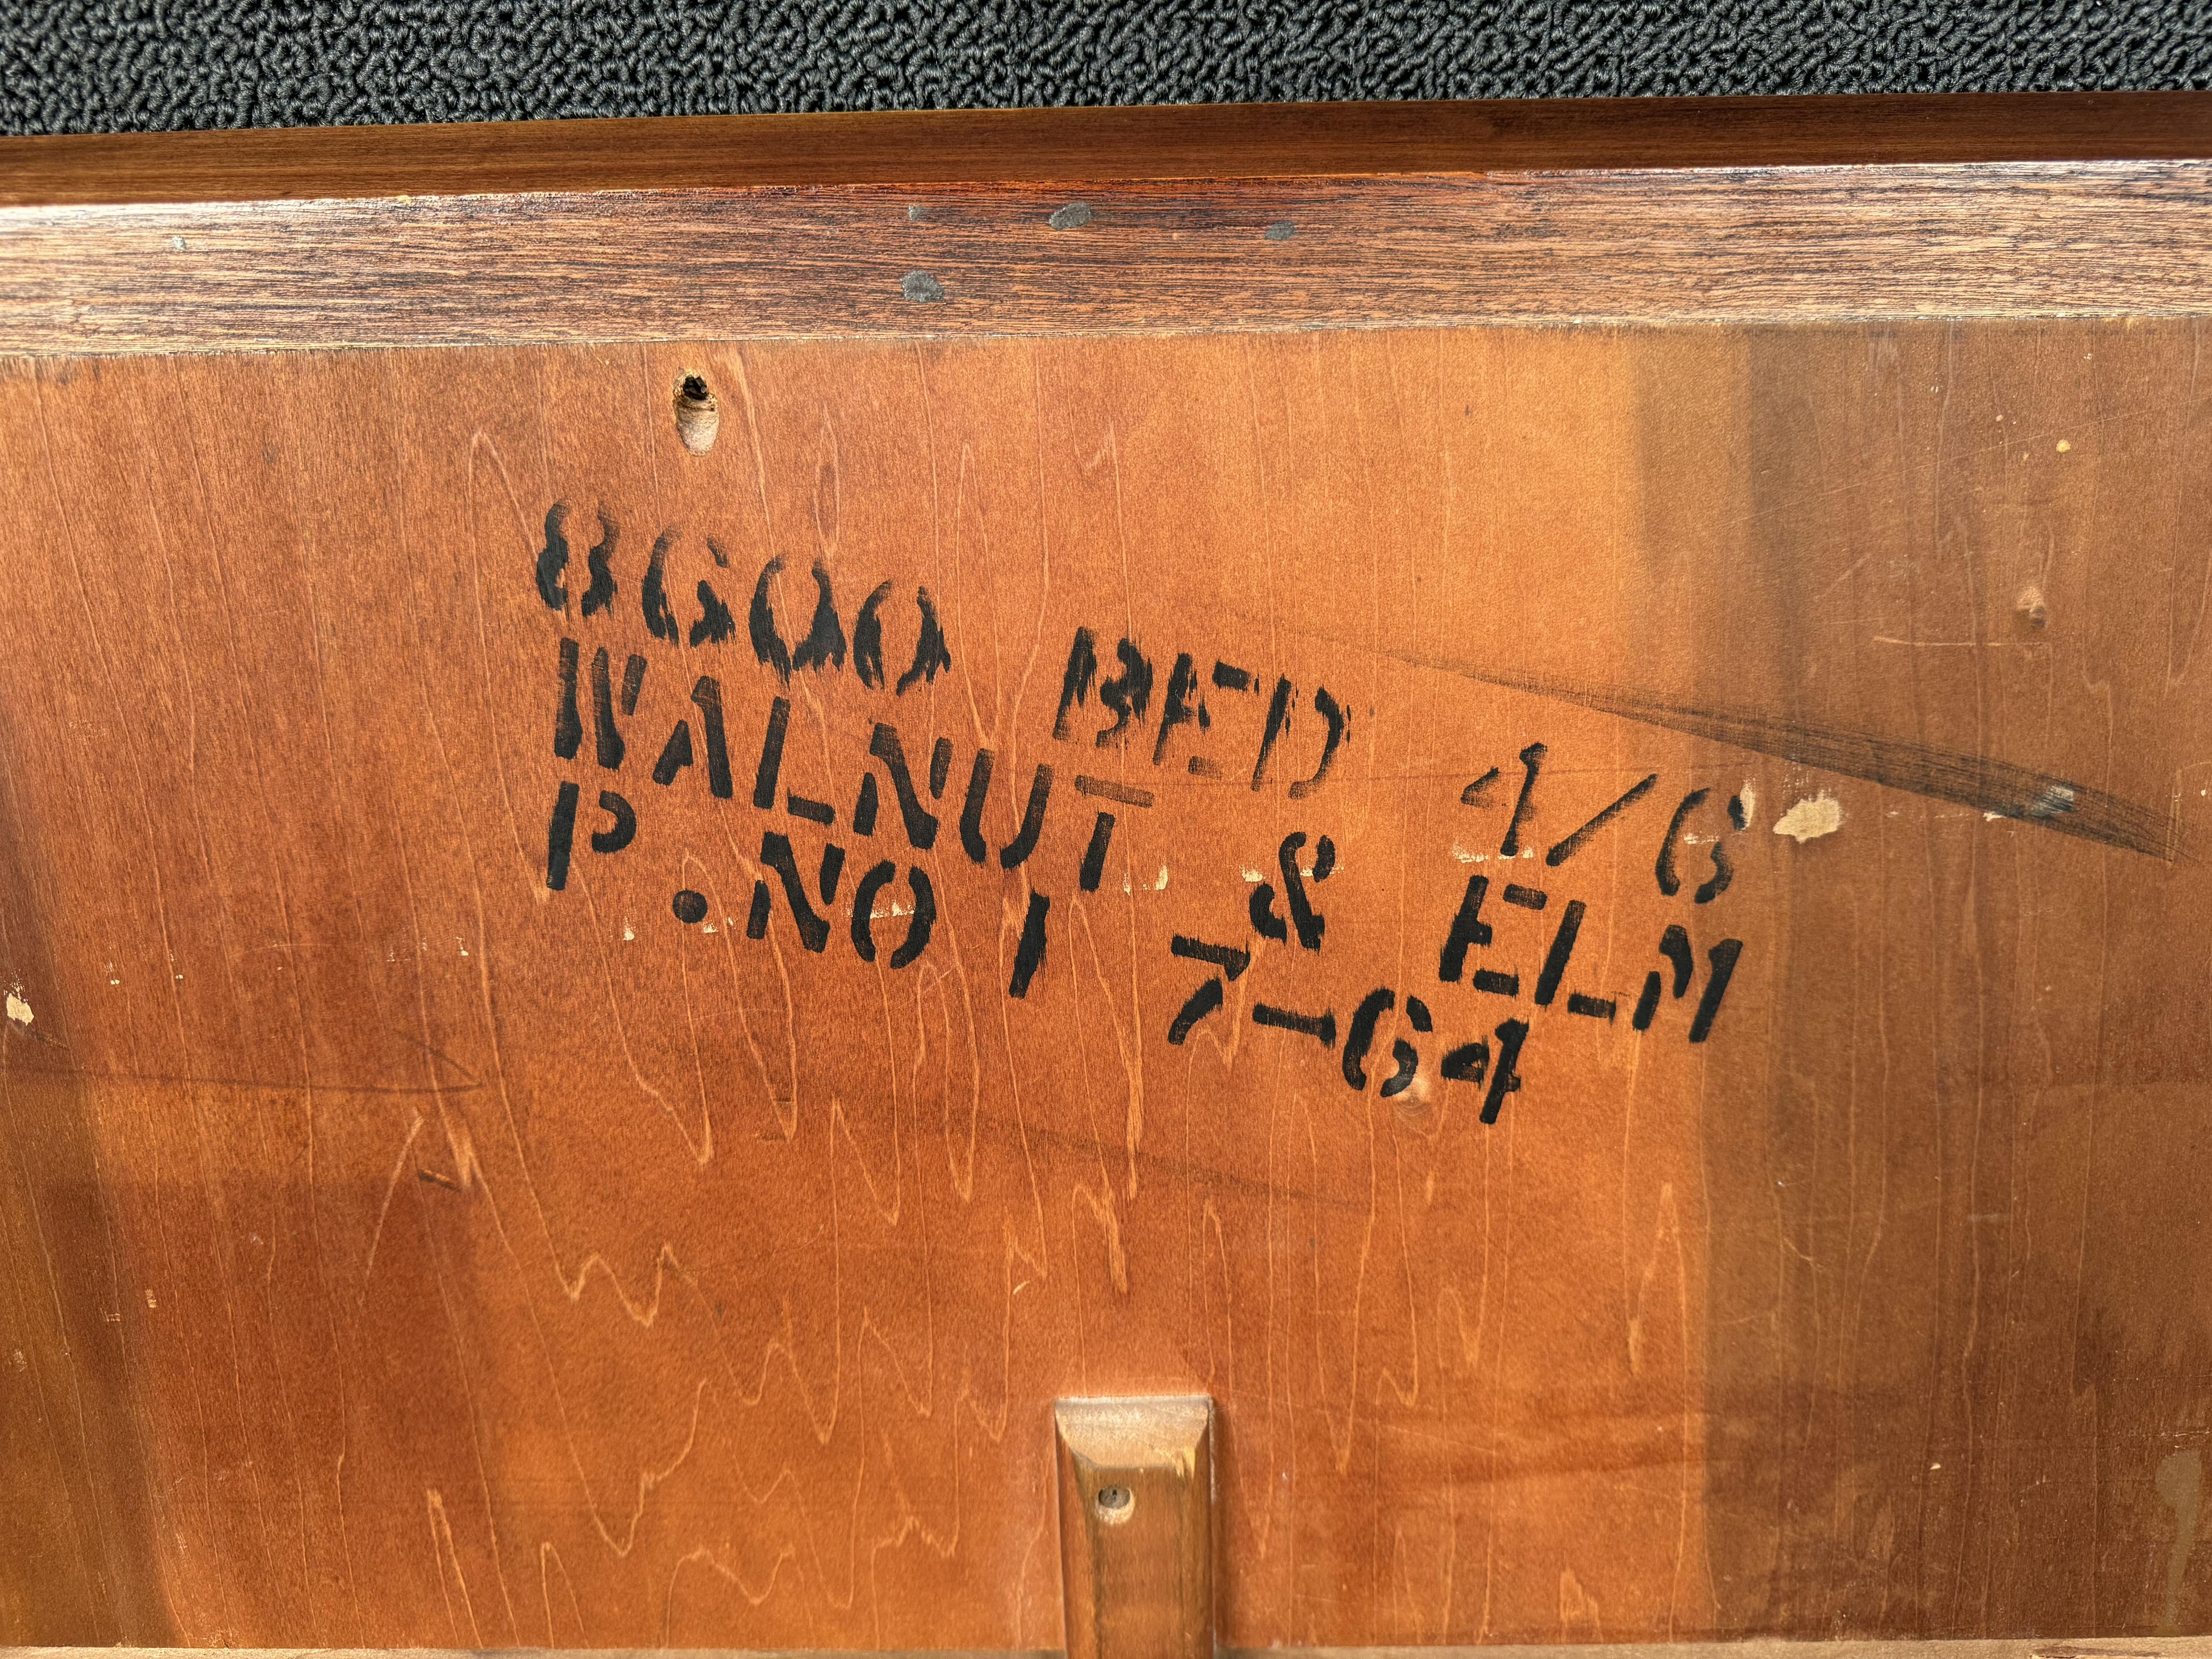 8600 BED 4/6
WALNUT & ELM
P.NO 1 7-64